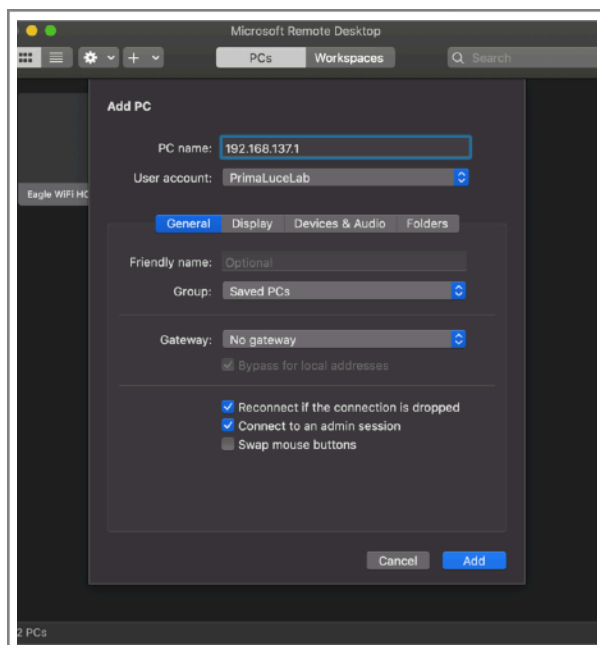 Microsoft Remote Desktop
PCs Workspaces Search
Add PC
PC name: 192.168.137.1
User account: PrimaLuceLab
Eagle WiFi HO
General Display Devices & Audio Folders
Friendly name: Optional
Group: Saved PCs
Gateway: No gateway
Bypass for local addresses
Reconnect if the connection is dropped
Connect to an admin session
Swap mouse buttons
Cancel Add
2 PCs